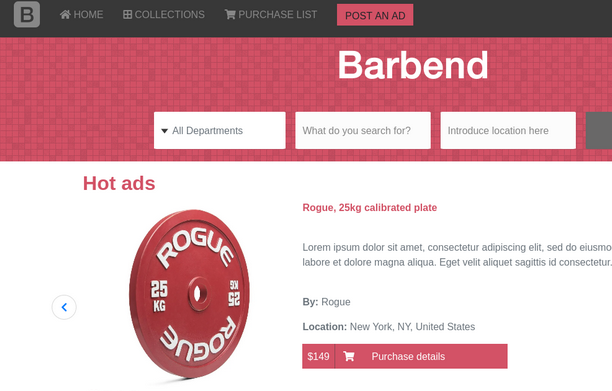 B
HOME
COLLECTIONS
PURCHASE LIST
POST AN AD
Barbend
All Departments
What do you search for?
Introduce location here
Hot ads
Rogue, 25kg calibrated plate
Lorem ipsum dolor sit amet, consectetur adipiscing elit, sed do eiusmo
labore et dolore magna aliqua. Eget velit aliquet sagittis id consectetur.
By: Rogue
Location: New York, NY, United States
$149
Purchase details
ROGUE
25
KG
25
KG
ROGUE